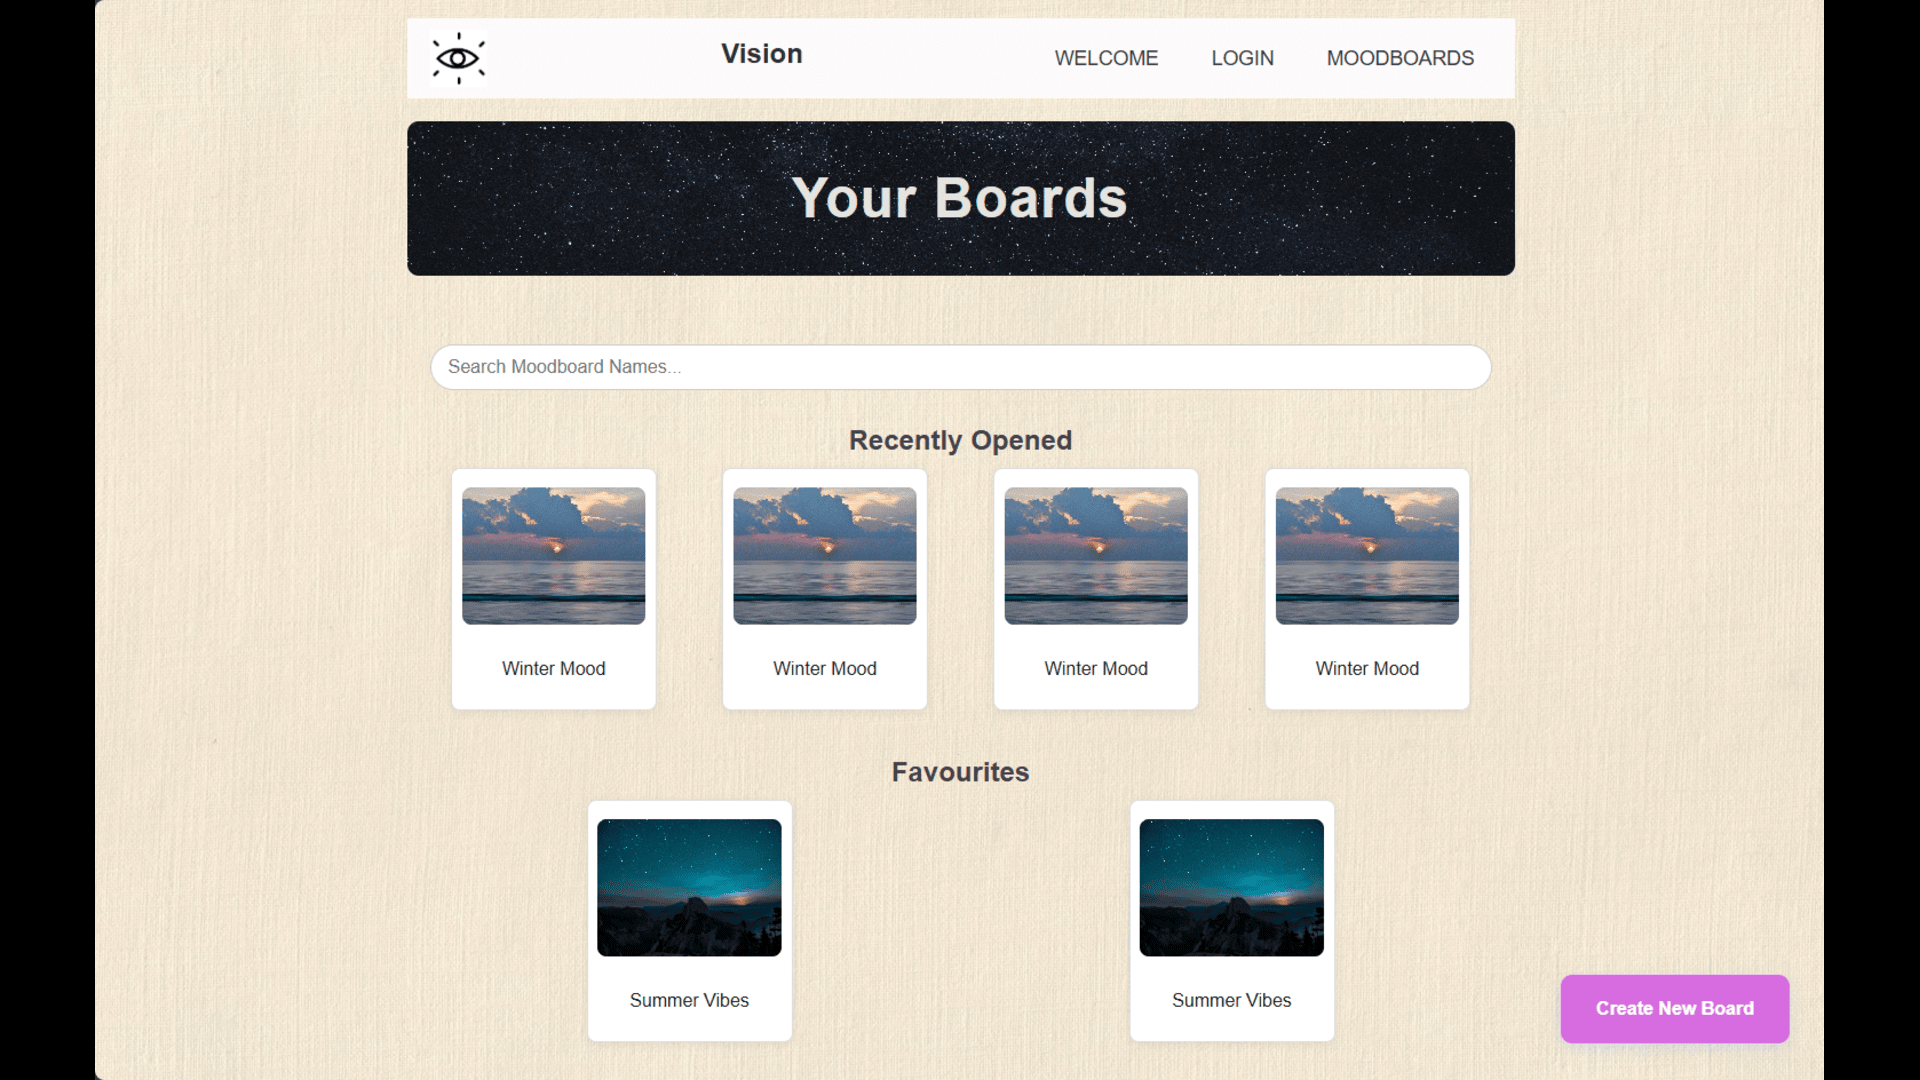 Vision
WELCOME LOGIN MOODBOARDS
Your Boards
Search Moodboard Names...
Recently Opened
Winter Mood Winter Mood Winter Mood Winter Mood
Favourites
Summer Vibes Summer Vibes
Create New Board